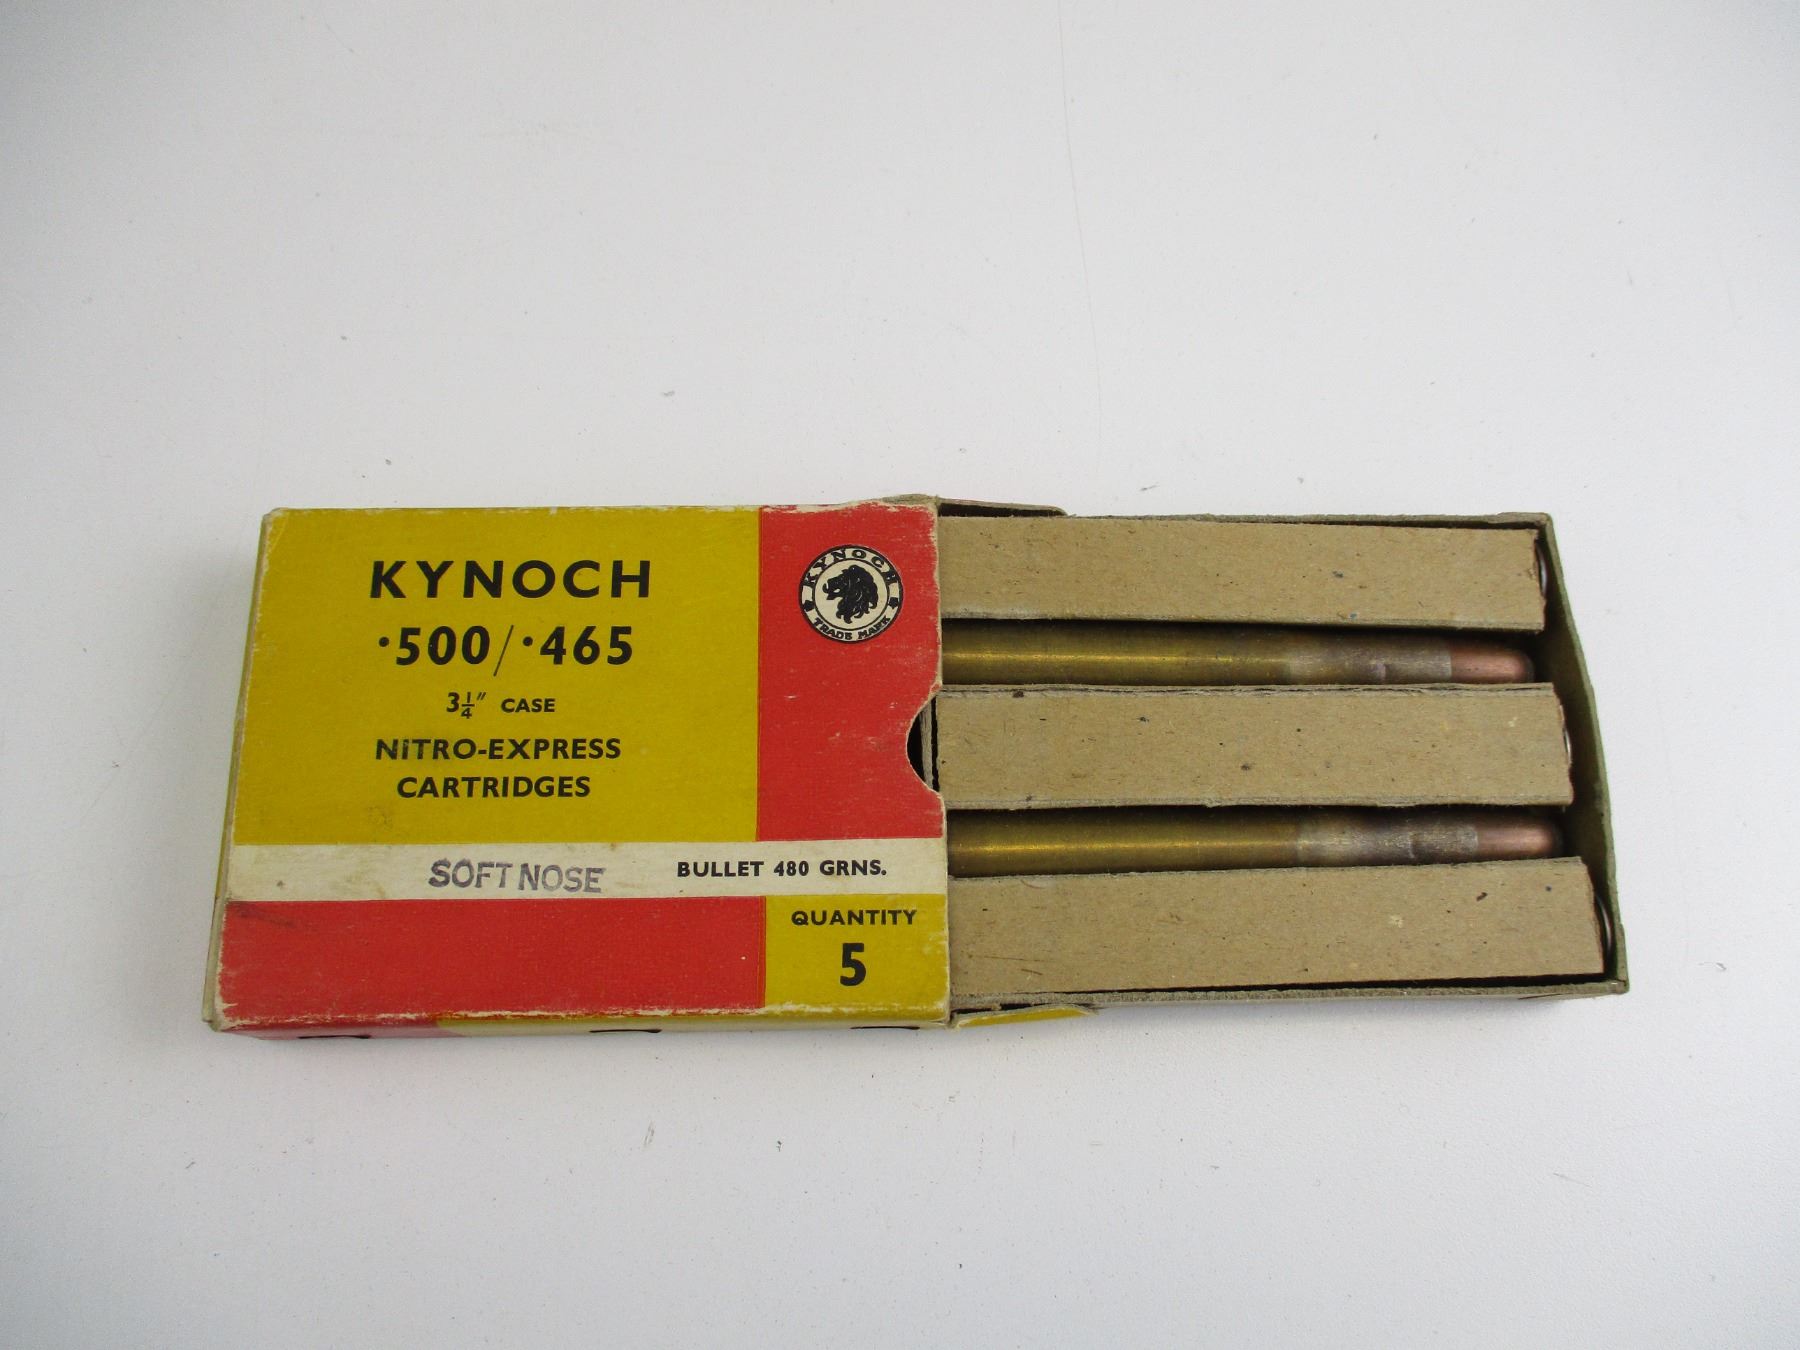 KYNOCH
·500/·465
3¼" CASE
NITRO-EXPRESS
CARTRIDGES
KYNOCH
TRADE MARK
SOFT NOSE
BULLET 480 GRNS.
QUANTITY
5